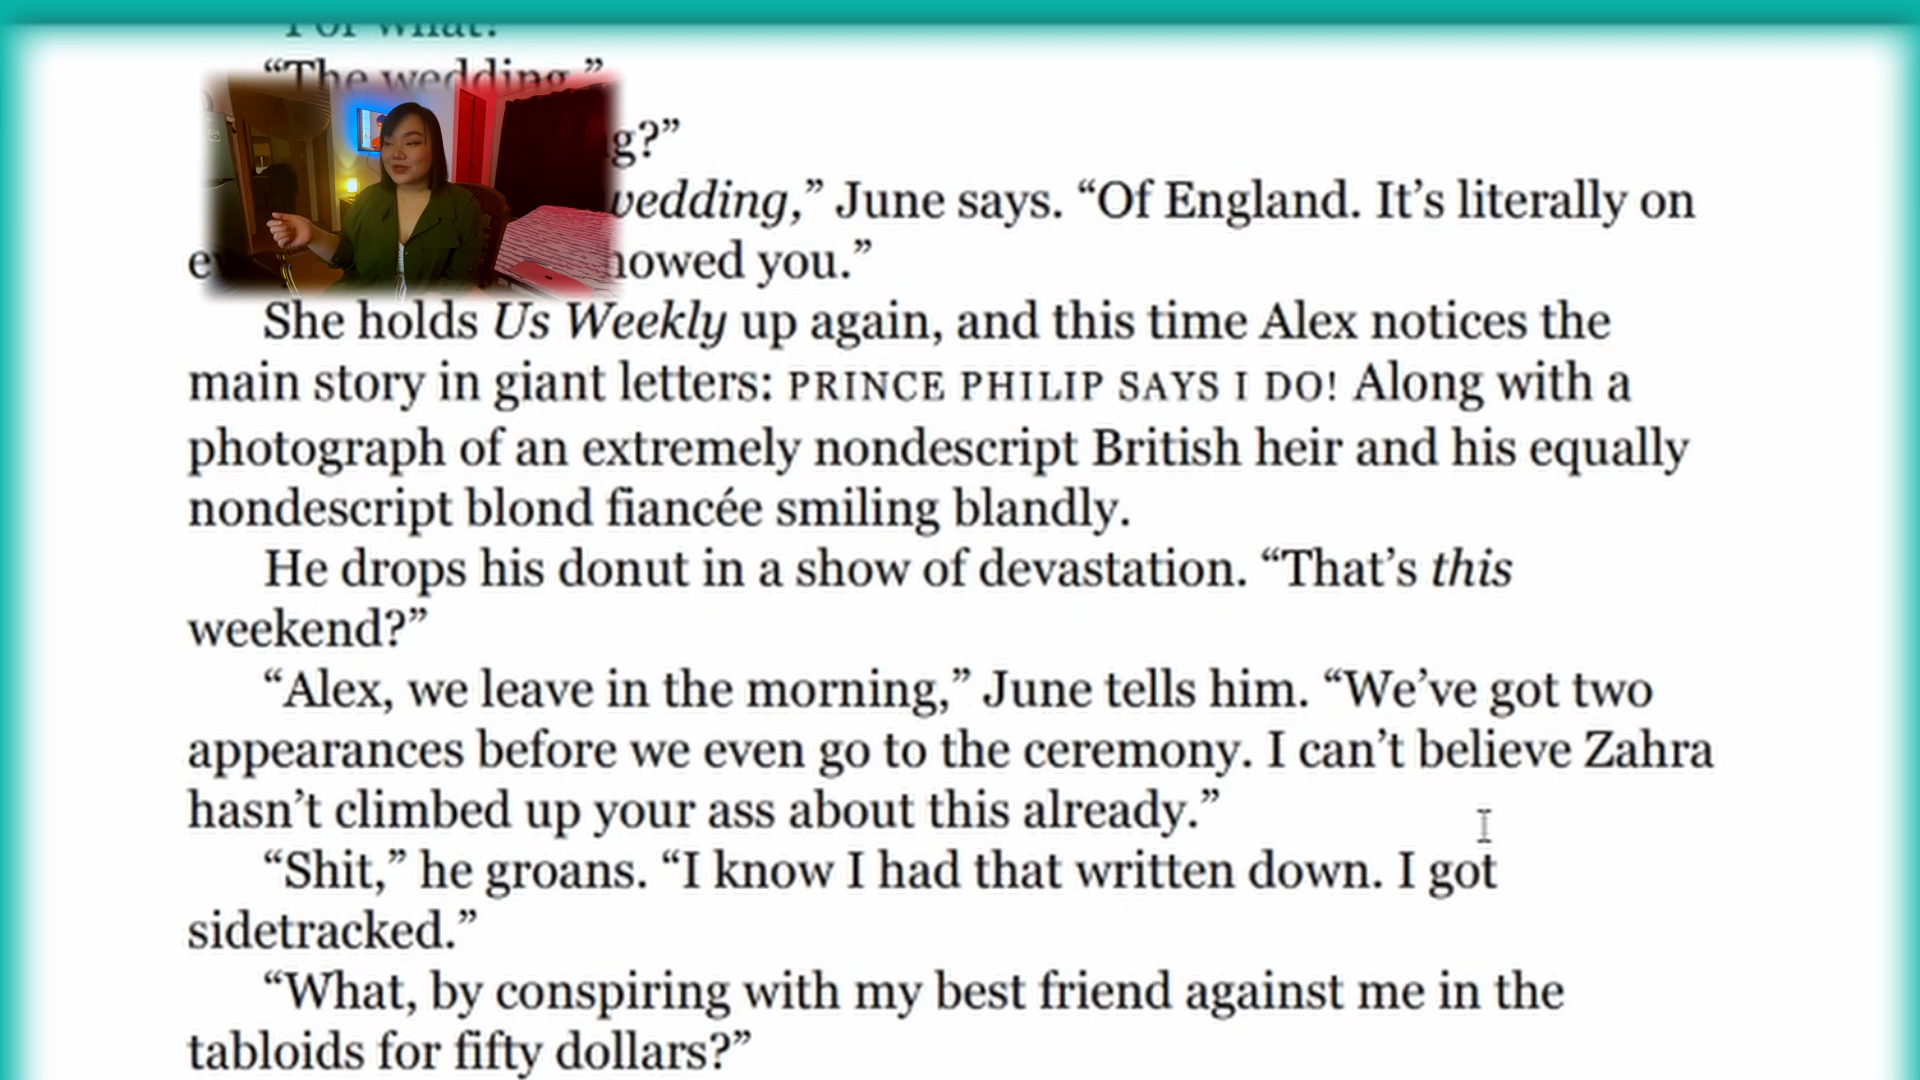 “For what?”
“The wedding.”
g?”
wedding,” June says. “Of England. It’s literally on
howed you.”
She holds Us Weekly up again, and this time Alex notices the
main story in giant letters: PRINCE PHILIP SAYS I DO! Along with a
photograph of an extremely nondescript British heir and his equally
nondescript blond fiancée smiling blandly.
He drops his donut in a show of devastation. “That’s this
weekend?”
“Alex, we leave in the morning,” June tells him. “We’ve got two
appearances before we even go to the ceremony. I can’t believe Zahra
hasn’t climbed up your ass about this already.”
“Shit,” he groans. “I know I had that written down. I got
sidetracked.”
“What, by conspiring with my best friend against me in the
tabloids for fifty dollars?”